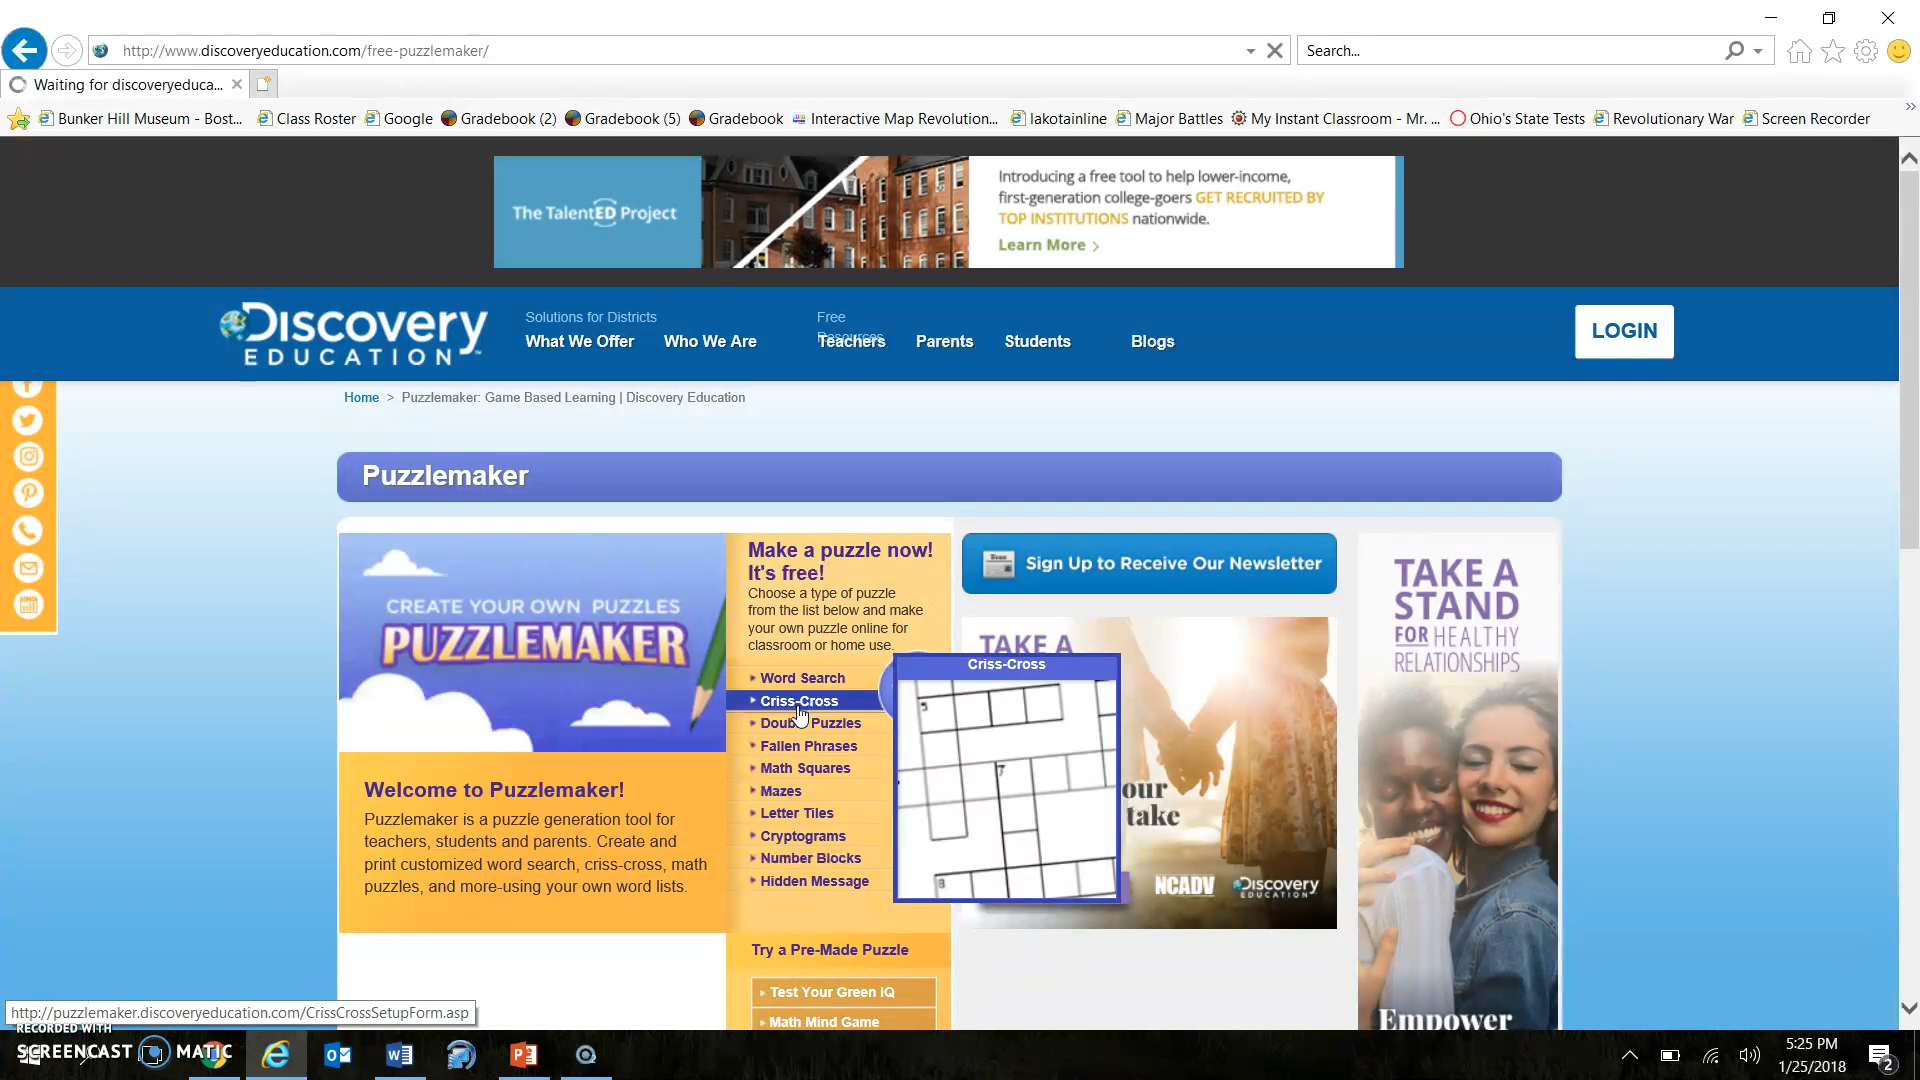 http://www.discoveryeducation.com/free-puzzlemaker/
Search...
Waiting for discoveryeduca...
Bunker Hill Museum - Bost...
Class Roster
Google
Gradebook (2)
Gradebook (5)
Gradebook
Interactive Map Revolution...
lakotainline
Major Battles
My Instant Classroom - Mr. ...
Ohio's State Tests
Revolutionary War
Screen Recorder
The TalentED Project
Introducing a free tool to help lower-income,
first-generation college-goers GET RECRUITED BY
TOP INSTITUTIONS nationwide.
Learn More >
Discovery
EDUCATION
Solutions for Districts
What We Offer
Who We Are
Free
Resources
Teachers
Parents
Students
Blogs
LOGIN
Home > Puzzlemaker: Game Based Learning | Discovery Education
Puzzlemaker
CREATE YOUR OWN PUZZLES
PUZZLEMAKER
Welcome to Puzzlemaker!
Puzzlemaker is a puzzle generation tool for
teachers, students and parents. Create and
print customized word search, criss-cross, math
puzzles, and more-using your own word lists.
Make a puzzle now!
It's free!
Choose a type of puzzle
from the list below and make
your own puzzle online for
classroom or home use.
Word Search
Criss-Cross
Double Puzzles
Fallen Phrases
Math Squares
Mazes
Letter Tiles
Cryptograms
Number Blocks
Hidden Message
Try a Pre-Made Puzzle
Test Your Green IQ
Math Mind Game
Criss-Cross
5
7
8
Sign Up to Receive Our Newsletter
TAKE A
our
take
NCADV
Discovery
EDUCATION
TAKE A
STAND
FOR HEALTHY
RELATIONSHIPS
Empower
http://puzzlemaker.discoveryeducation.com/CrissCrossSetupForm.asp
RECORDED WITH
SCREENCAST MATIC
5:25 PM
1/25/2018
2